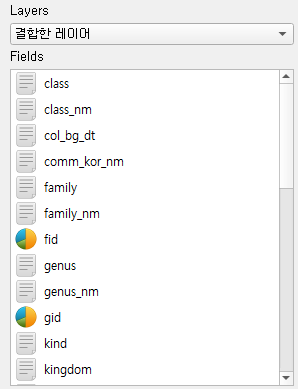 Layers
결합한 레이어
Fields
class
class_nm
col_bg_dt
comm_kor_nm
family
family_nm
fid
genus
genus_nm
gid
kind
kingdom